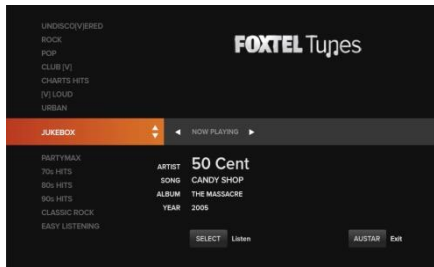 UNDISCO[V]ERED
ROCK
POP
CLUB [V]
CHARTS HITS
[V] LOUD
URBAN
FOXTEL Tunes
JUKEBOX
NOW PLAYING
PARTYMAX
70s HITS
80s HITS
90s HITS
CLASSIC ROCK
EASY LISTENING
ARTIST 50 Cent
SONG CANDY SHOP
ALBUM THE MASSACRE
YEAR 2005
SELECT Listen
AUSTAR Exit